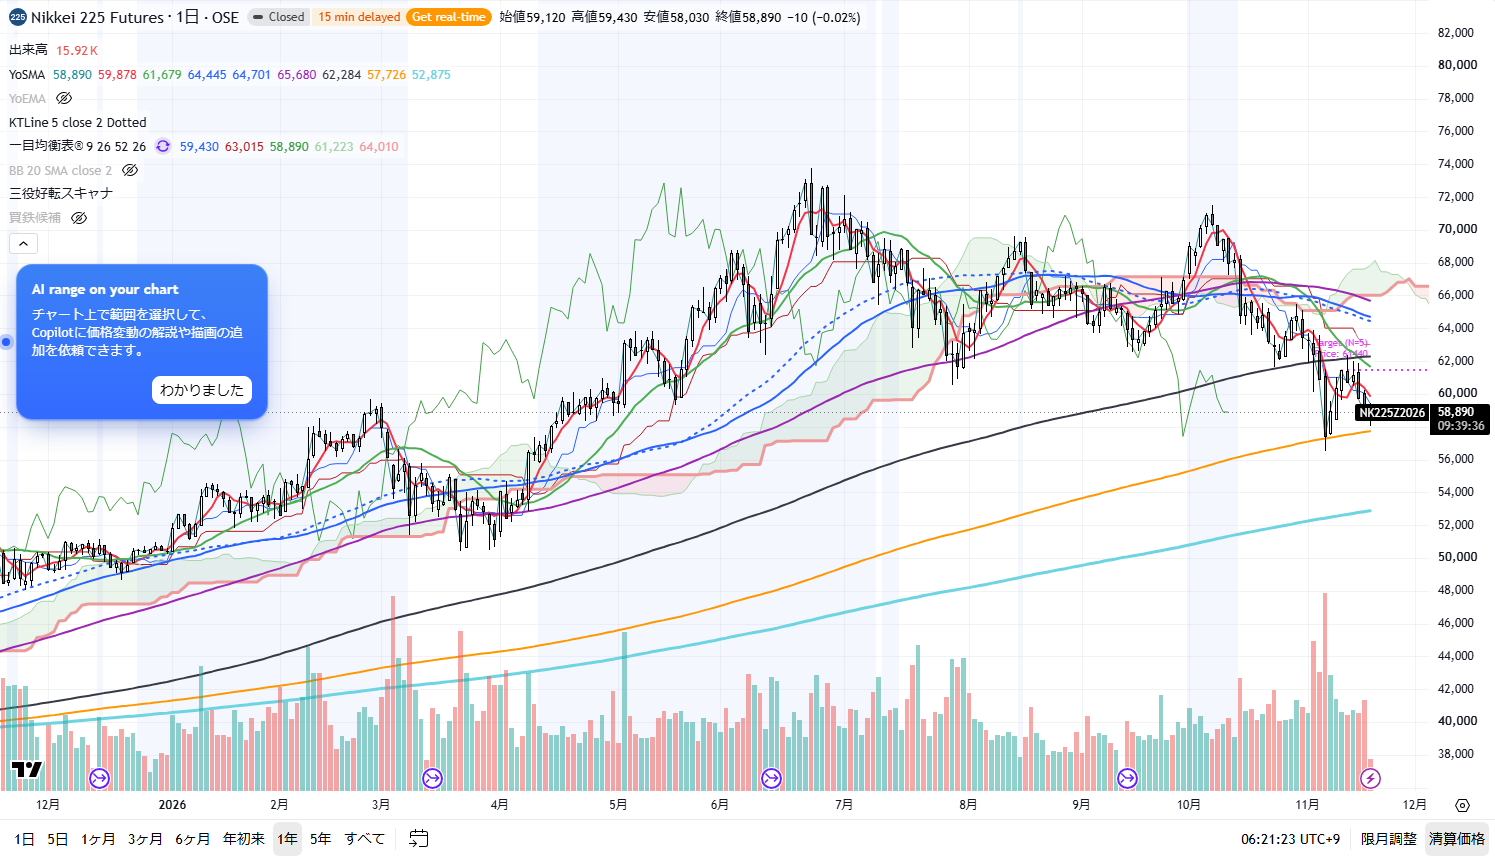 225 Nikkei 225 Futures · 1日 · OSE Closed 15 min delayed Get real-time 始値59,120 高値59,430 安値58,030 終値58,890 −10 (−0.02%)
出来高 15.92 K
YoSMA 58,890 59,878 61,679 64,445 64,701 65,680 62,284 57,726 52,875
YoEMA
KTLine 5 close 2 Dotted
一目均衡表® 9 26 52 26 59,430 63,015 58,890 61,223 64,010
BB 20 SMA close 2
三役好転スキャナ
買鉄候補
AI range on your chart
チャート上で範囲を選択して、
Copilotに価格変動の解説や描画の追
加を依頼できます。
わかりました
82,000
80,000
78,000
76,000
74,000
72,000
70,000
68,000
66,000
64,000
62,000
60,000
Target (N=5)
Price: 61440
NK225Z2026 58,890
09:39:36
56,000
54,000
52,000
50,000
48,000
46,000
44,000
42,000
40,000
38,000
12月 2026 2月 3月 4月 5月 6月 7月 8月 9月 10月 11月 12月
1日 5日 1ヶ月 3ヶ月 6ヶ月 年初来 1年 5年 すべて 06:21:23 UTC+9 限月調整 清算価格